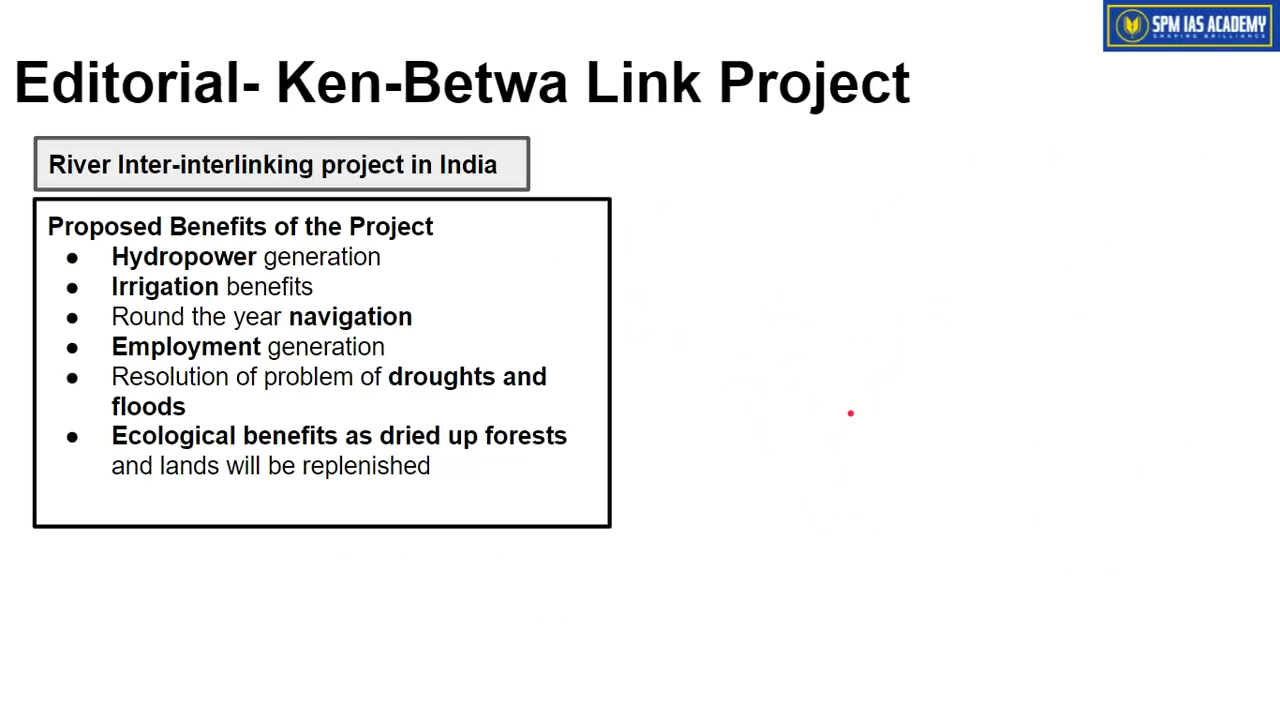 SPM IAS ACADEMY
SHAPING BRILLIANCE
Editorial- Ken-Betwa Link Project
River Inter-interlinking project in India
Proposed Benefits of the Project
● Hydropower generation
● Irrigation benefits
● Round the year navigation
● Employment generation
● Resolution of problem of droughts and
floods
● Ecological benefits as dried up forests
and lands will be replenished